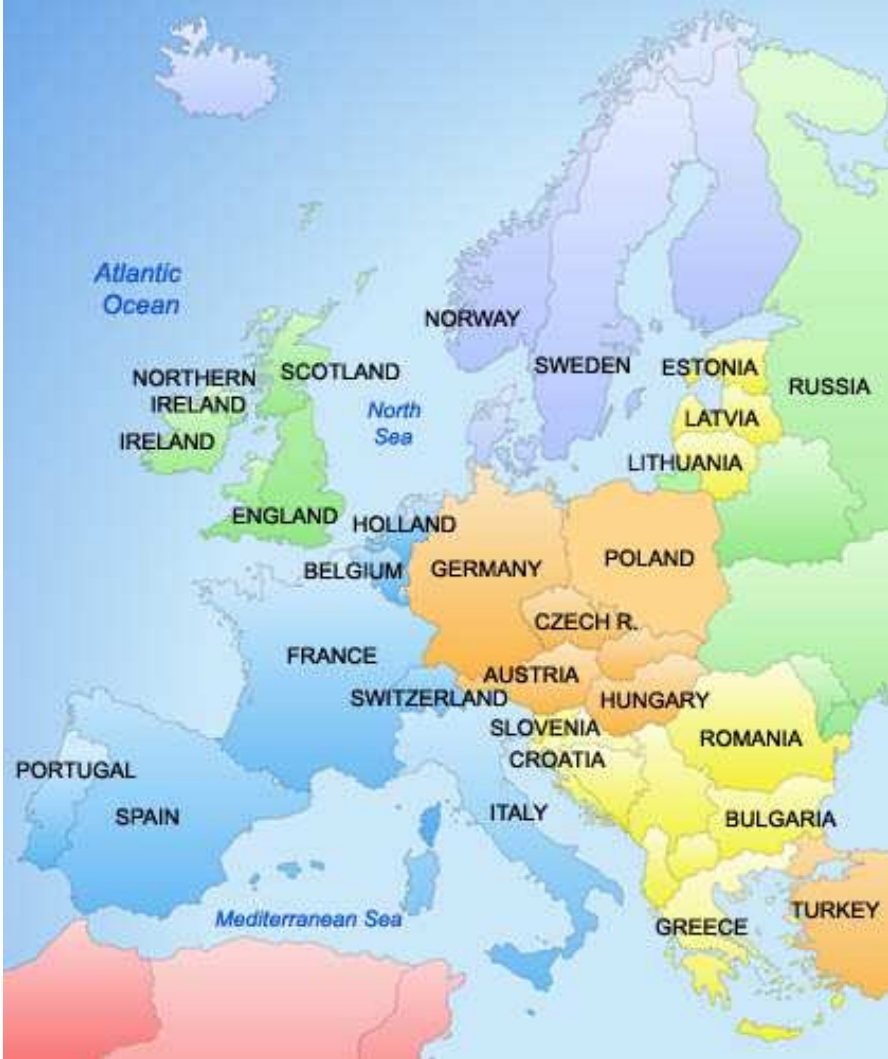 Atlantic
Ocean
NORWAY
SWEDEN
ESTONIA
RUSSIA
SCOTLAND
NORTHERN
IRELAND
North
Sea
LATVIA
IRELAND
LITHUANIA
ENGLAND
HOLLAND
POLAND
BELGIUM
GERMANY
CZECH R.
FRANCE
AUSTRIA
SWITZERLAND
HUNGARY
SLOVENIA
ROMANIA
CROATIA
PORTUGAL
SPAIN
ITALY
BULGARIA
Mediterranean Sea
GREECE
TURKEY